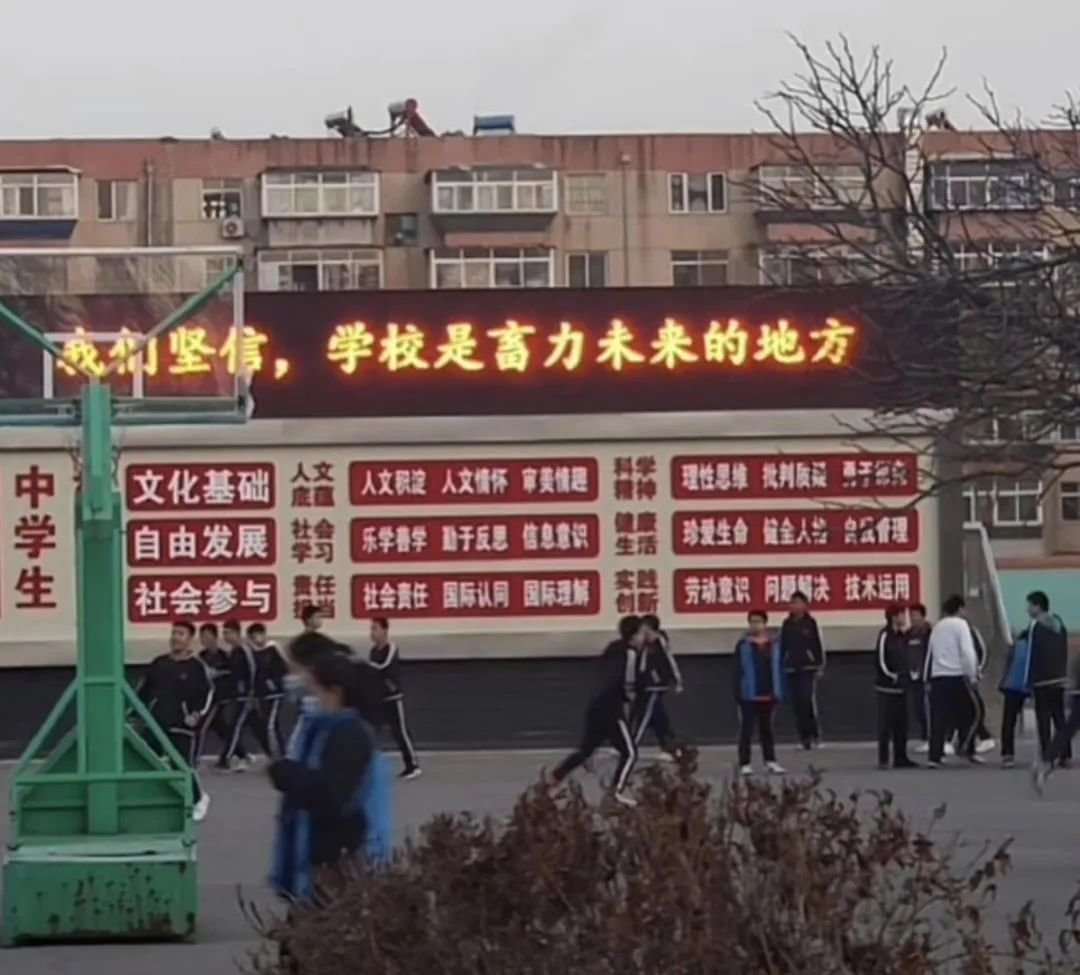 我们坚信，学校是畜力未来的地方
中学生
文化基础
人文底蕴
人文积淀 人文情怀 审美情趣
科学精神
理性思维 批判质疑 勇于探究
自由发展
社会学习
乐学善学 勤于反思 信息意识
健康生活
珍爱生命 健全人格 自我管理
社会参与
责任担当
社会责任 国际认同 国际理解
实践创新
劳动意识 问题解决 技术运用